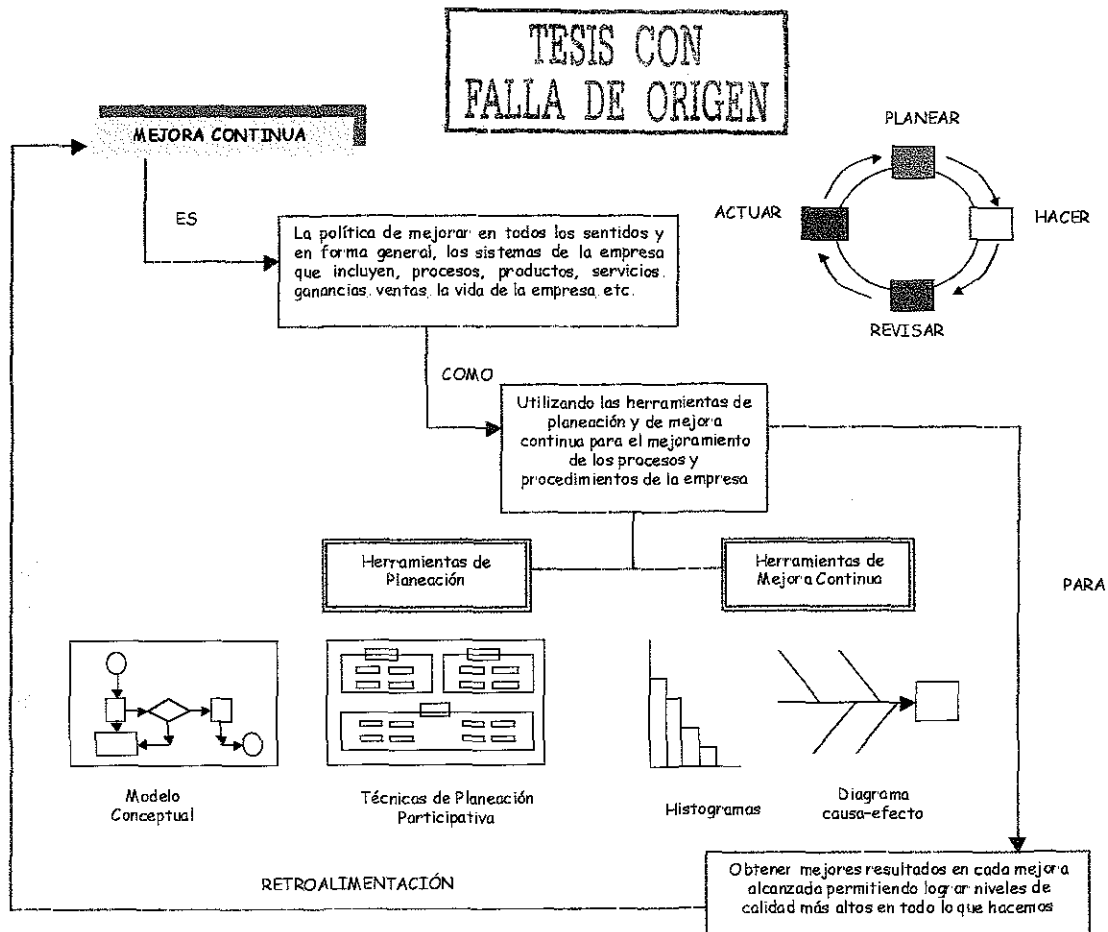 TESIS CON
FALLA DE ORIGEN
MEJORA CONTINUA
PLANEAR
ACTUAR
HACER
REVISAR
ES
La política de mejorar en todos los sentidos y
en forma general, los sistemas de la empresa
que incluyen, procesos, productos, servicios,
ganancias, ventas, la vida de la empresa, etc.
COMO
Utilizando las herramientas de
planeación y de mejora
continua para el mejoramiento
de los procesos y
procedimientos de la empresa
Herramientas de
Planeación
Herramientas de
Mejora Continua
PARA
Modelo
Conceptual
Técnicas de Planeación
Participativa
Histogramas
Diagrama
causa-efecto
RETROALIMENTACIÓN
Obtener mejores resultados en cada mejora
alcanzada permitiendo lograr niveles de
calidad más altos en todo lo que hacemos